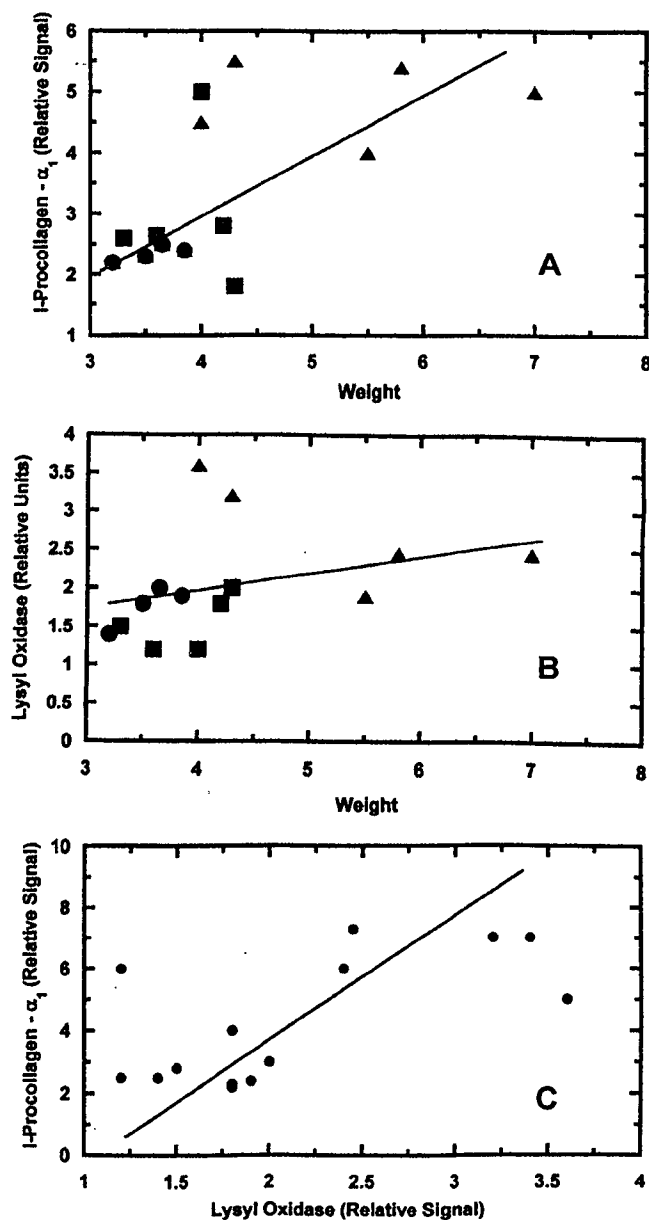 6
5
4
3
2
1
3 4 5 6 7 8
I-Procollagen - α1 (Relative Signal)
A
Weight
4
3.5
3
2.5
2
1.5
1
0.5
0
3 4 5 6 7 8
Lysyl Oxidase (Relative Units)
B
Weight
10
8
6
4
2
0
1 1.5 2 2.5 3 3.5 4
I-Procollagen - α1 (Relative Signal)
C
Lysyl Oxidase (Relative Signal)